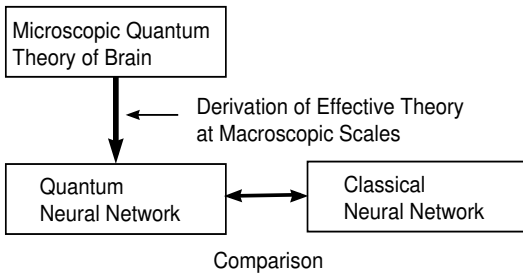 Microscopic Quantum
Theory of Brain
Derivation of Effective Theory
at Macroscopic Scales
Quantum
Neural Network
Classical
Neural Network
Comparison